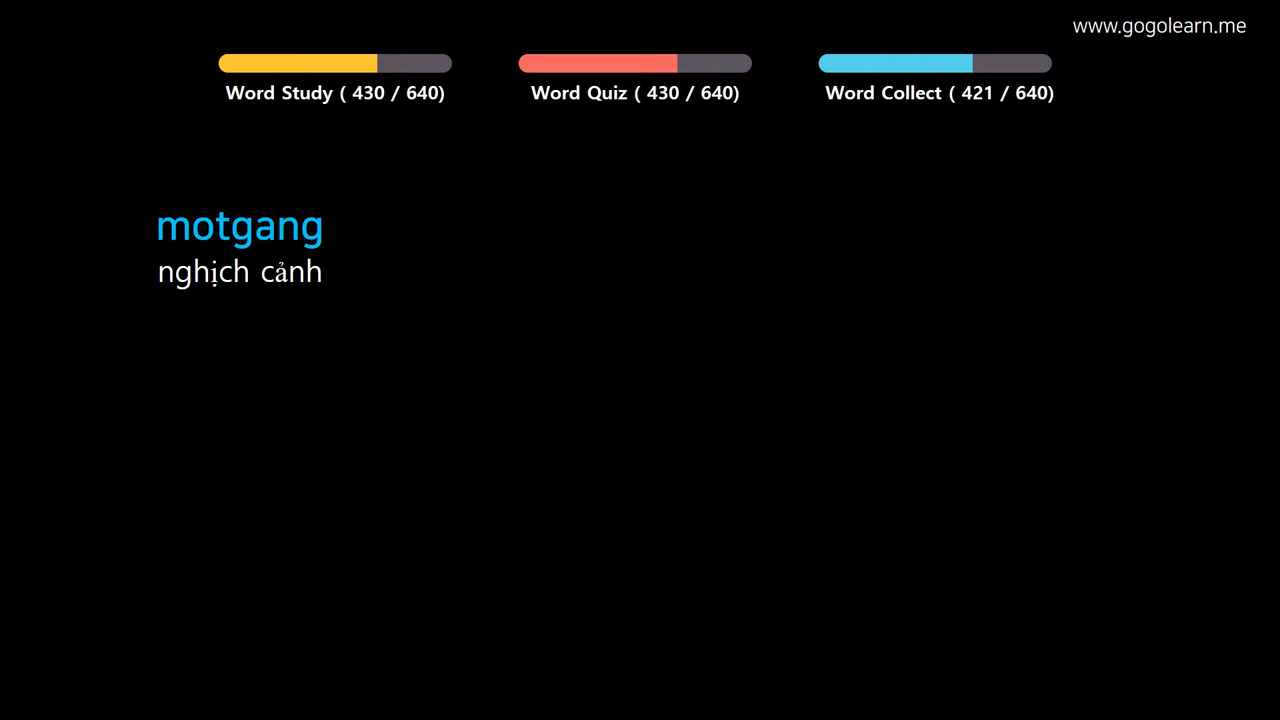 www.gogolearn.me
Word Study ( 430 / 640)
Word Quiz ( 430 / 640)
Word Collect ( 421 / 640)
motgang
nghịch cảnh